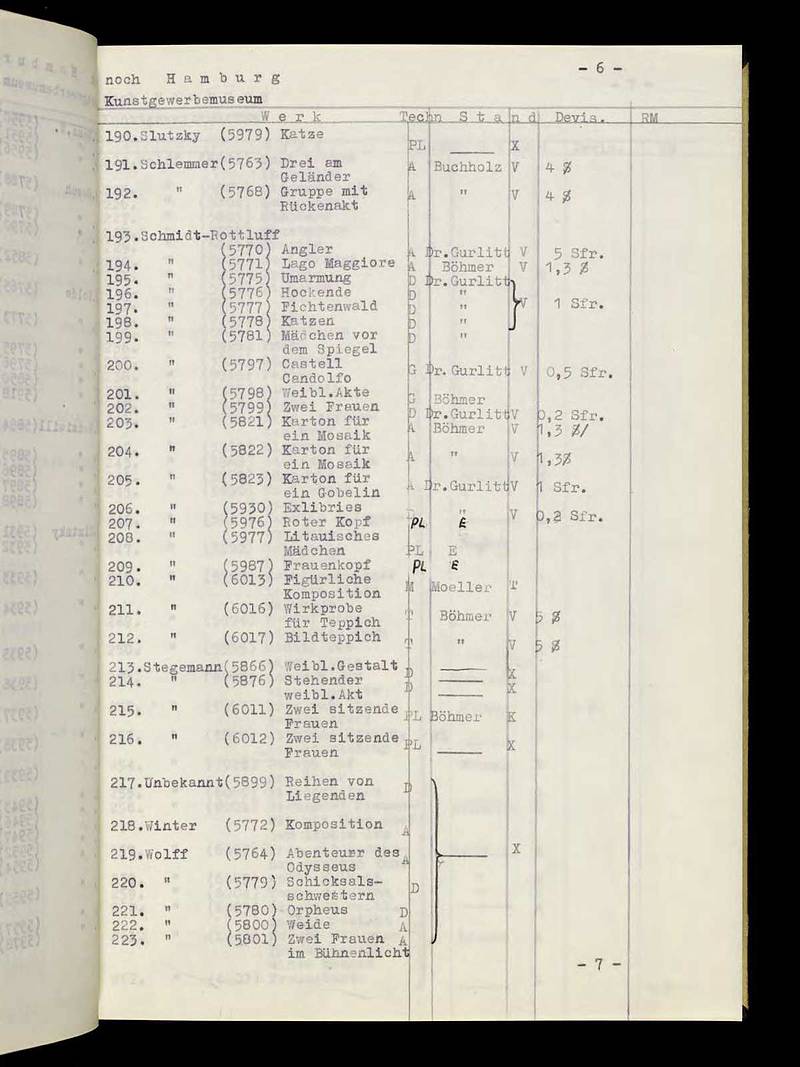 - 6 -
noch H a m b u r g
Kunstgewerbemuseum
W e r k Techn S t a n d Devis. RM
190.Slutzky (5979) Katze
PL ____ X
191.Schlemmer(5763) Drei am A Buchholz V 4 $
Geländer
192. " (5768) Gruppe mit A " V 4 $
Rückenakt
193.Schmidt-Rottluff
(5770) Angler A Dr.Gurlitt V 5 Sfr.
194. " (5771) Lago Maggiore A Böhmer V 1,3 $
195. " (5775) Umarmung D Dr.Gurlitt
196. " (5776) Hockende D "
197. " (5777) Fichtenwald D " V 1 Sfr.
198. " (5778) Katzen D "
199. " (5781) Mädchen vor D "
dem Spiegel
200. " (5797) Castell G Dr. Gurlitt V 0,5 Sfr.
Candolfo
201. " (5798) Weibl.Akte G Böhmer
202. " (5799) Zwei Frauen D Dr.Gurlitt V 0,2 Sfr.
203. " (5821) Karton für A Böhmer V 1,3 $/
ein Mosaik
204. " (5822) Karton für A " V 1,3$
ein Mosaik
205. " (5823) Karton für A Dr.Gurlitt V 1 Sfr.
ein Gobelin
206. " (5930) Exlibries " V 0,2 Sfr.
207. " (5976) Roter Kopf PL E
208. " (5977) Litauisches
Mädchen PL E
209. " (5987) Frauenkopf PL E
210. " (6013) Figürliche M Moeller T
Komposition
211. " (6016) Wirkprobe T Böhmer V 5 $
für Teppich
212. " (6017) Bildteppich T " V 5 $
213.Stegemann(5866) Weibl.Gestalt D ____ X
214. " (5876) Stehender D ____ X
weibl.Akt ____
215. " (6011) Zwei sitzende PL Böhmer K
Frauen
216. " (6012) Zwei sitzende PL ____ X
Frauen
217.Unbekannt(5899) Reihen von D
Liegenden
218.Winter (5772) Komposition A
219.Wolff (5764) Abenteuer des A ____ X
Odysseus
220. " (5779) Schicksals- D
schwestern
221. " (5780) Orpheus D
222. " (5800) Weide A
223. " (5801) Zwei Frauen A
im Bühnenlicht
- 7 -